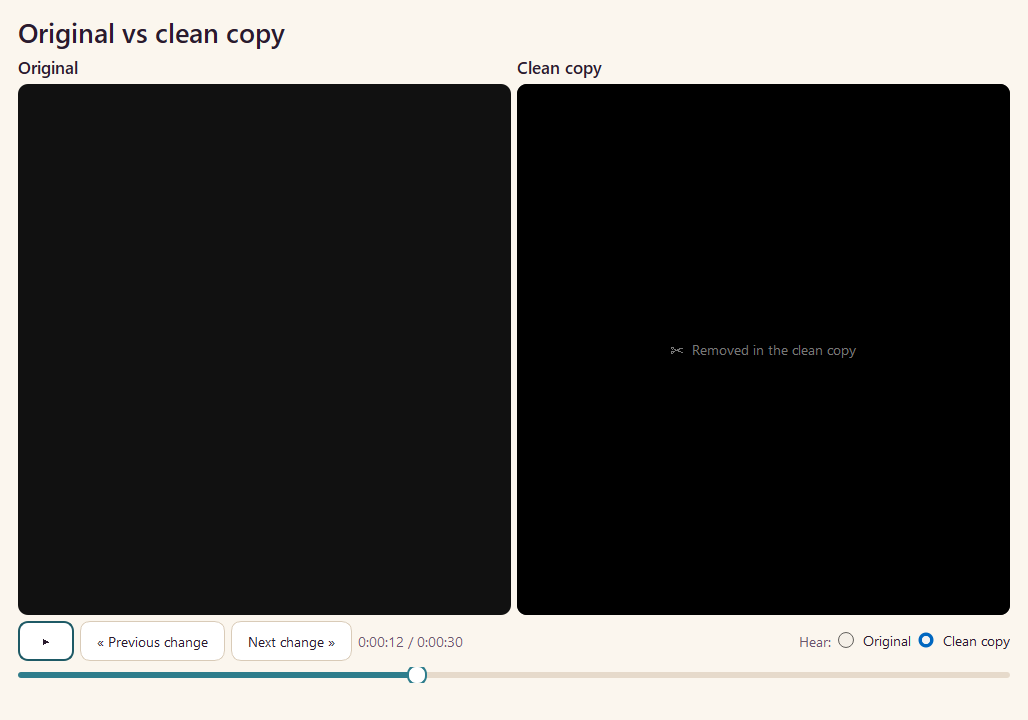 Original vs clean copy
Original
Clean copy
✂ Removed in the clean copy
« Previous change
Next change »
0:00:12 / 0:00:30
Hear:
Original
Clean copy